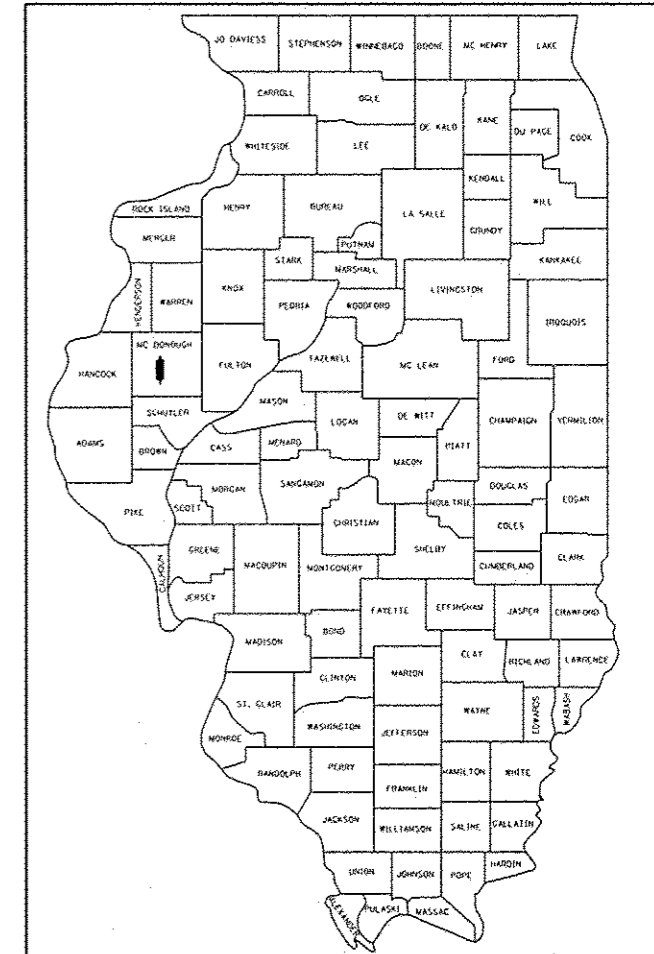 JO DAVIESS STEPHENSON WINNEBAGO BOONE MC HENRY LAKE
CARROLL OGLE DE KALB KANE DU PAGE COOK
WHITESIDE LEE
KENDALL
ROCK ISLAND HENRY BUREAU LA SALLE GRUNDY WILL
MERCER PUTNAM
STARK MARSHALL KANKAKEE
HENDERSON WARREN KNOX PEORIA WOODFORD LIVINGSTON IROQUOIS
MC DONOUGH
HANCOCK FULTON TAZEWELL MC LEAN FORD
SCHUYLER MASON LOGAN DE WITT CHAMPAIGN VERMILION
ADAMS BROWN CASS MENARD MACON PIATT
PIKE SCOTT MORGAN SANGAMON CHRISTIAN MOULTRIE DOUGLAS EDGAR
COLES
CALHOUN GREENE MACOUPIN MONTGOMERY SHELBY CUMBERLAND CLARK
JERSEY FAYETTE EFFINGHAM JASPER CRAWFORD
MADISON BOND
CLAY RICHLAND LAWRENCE
CLINTON MARION
ST. CLAIR WAYNE EDWARDS WABASH
MONROE WASHINGTON JEFFERSON
RANDOLPH PERRY HAMILTON WHITE
FRANKLIN
JACKSON WILLIAMSON SALINE GALLATIN
UNION JOHNSON POPE HARDIN
ALEXANDER PULASKI MASSAC